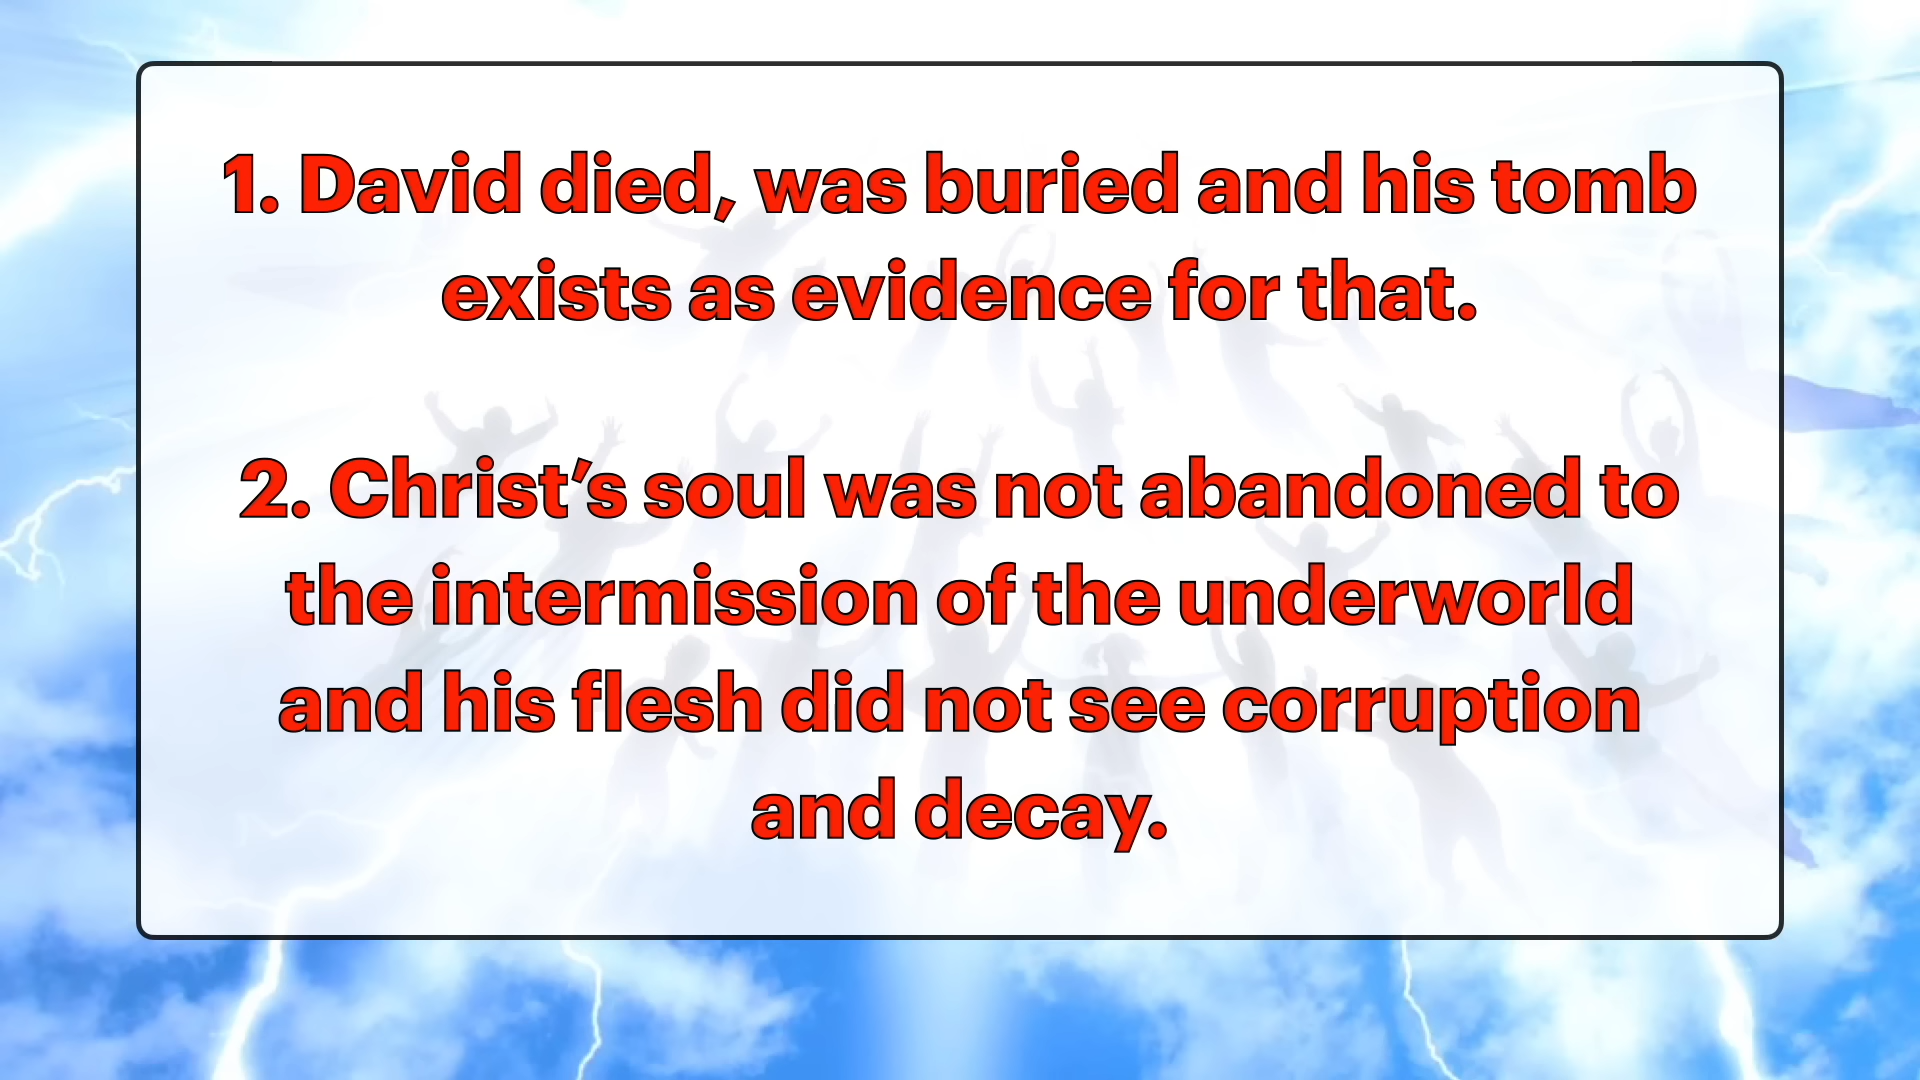 1. David died, was buried and his tomb
exists as evidence for that.
2. Christ’s soul was not abandoned to
the intermission of the underworld
and his flesh did not see corruption
and decay.